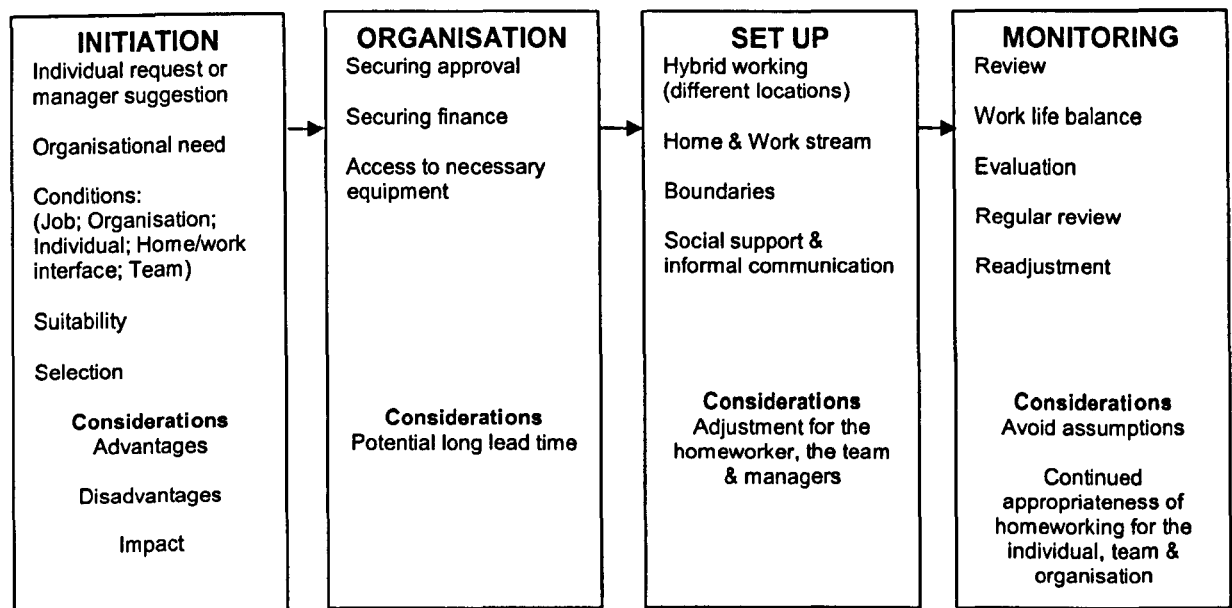 INITIATION
Individual request or
manager suggestion
Organisational need
Conditions:
(Job; Organisation;
Individual; Home/work
interface; Team)
Suitability
Selection
Considerations
Advantages
Disadvantages
Impact
ORGANISATION
Securing approval
Securing finance
Access to necessary
equipment
Considerations
Potential long lead time
SET UP
Hybrid working
(different locations)
Home & Work stream
Boundaries
Social support &
informal communication
Considerations
Adjustment for the
homeworker, the team
& managers
MONITORING
Review
Work life balance
Evaluation
Regular review
Readjustment
Considerations
Avoid assumptions
Continued
appropriateness of
homeworking for the
individual, team &
organisation